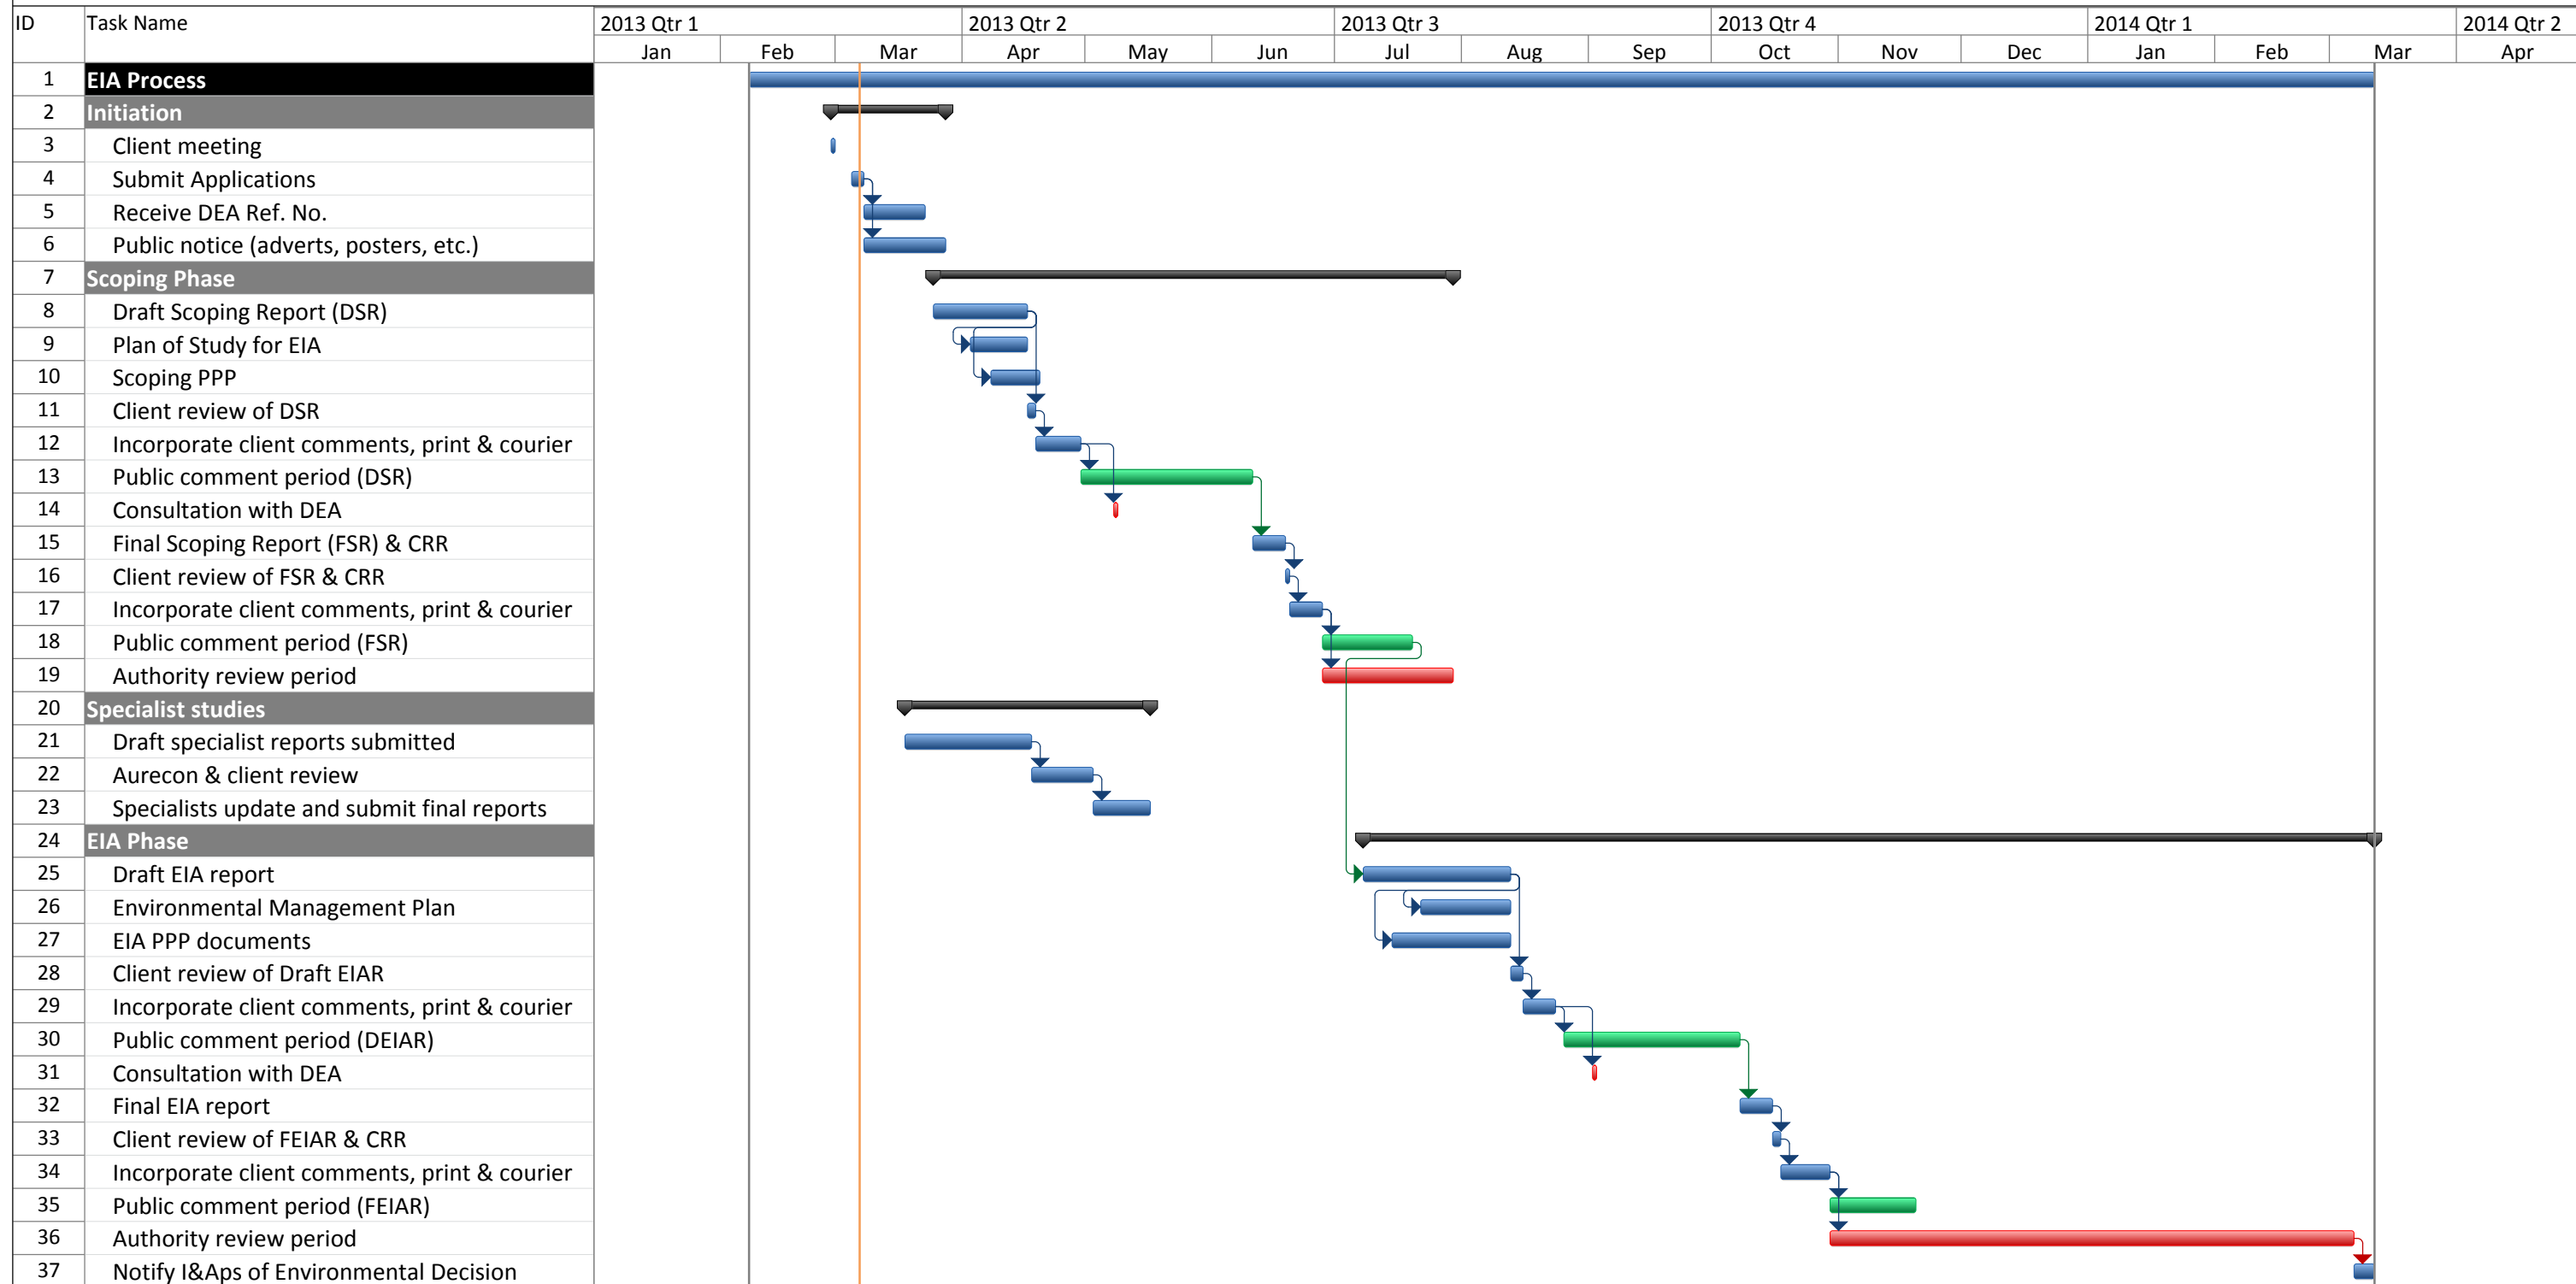 ID Task Name 2013 Qtr 1 2013 Qtr 2 2013 Qtr 3 2013 Qtr 4 2014 Qtr 1 2014 Qtr 2
Jan Feb Mar Apr May Jun Jul Aug Sep Oct Nov Dec Jan Feb Mar Apr
1 EIA Process
2 Initiation
3 Client meeting
4 Submit Applications
5 Receive DEA Ref. No.
6 Public notice (adverts, posters, etc.)
7 Scoping Phase
8 Draft Scoping Report (DSR)
9 Plan of Study for EIA
10 Scoping PPP
11 Client review of DSR
12 Incorporate client comments, print & courier
13 Public comment period (DSR)
14 Consultation with DEA
15 Final Scoping Report (FSR) & CRR
16 Client review of FSR & CRR
17 Incorporate client comments, print & courier
18 Public comment period (FSR)
19 Authority review period
20 Specialist studies
21 Draft specialist reports submitted
22 Aurecon & client review
23 Specialists update and submit final reports
24 EIA Phase
25 Draft EIA report
26 Environmental Management Plan
27 EIA PPP documents
28 Client review of Draft EIAR
29 Incorporate client comments, print & courier
30 Public comment period (DEIAR)
31 Consultation with DEA
32 Final EIA report
33 Client review of FEIAR & CRR
34 Incorporate client comments, print & courier
35 Public comment period (FEIAR)
36 Authority review period
37 Notify I&Aps of Environmental Decision